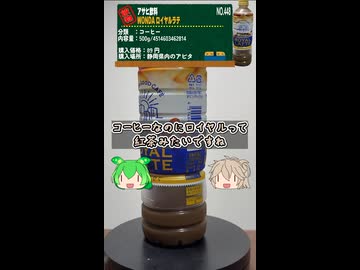 アサヒ飲料
NO.448
WONDA ロイヤルラテ
分類 :コーヒー
内容量:500g/4514603462814
購入価格:89円
購入場所:静岡県内のアピタ
コーヒーなのにロイヤルって
紅茶みたいですね